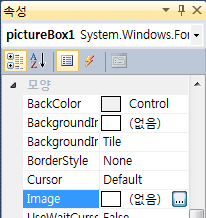 속성
pictureBox1 System.Windows.For
모양
BackColor Control
BackgroundIr (없음)
BackgroundIr Tile
BorderStyle None
Cursor Default
Image (없음) ...
UseWaitCurs False